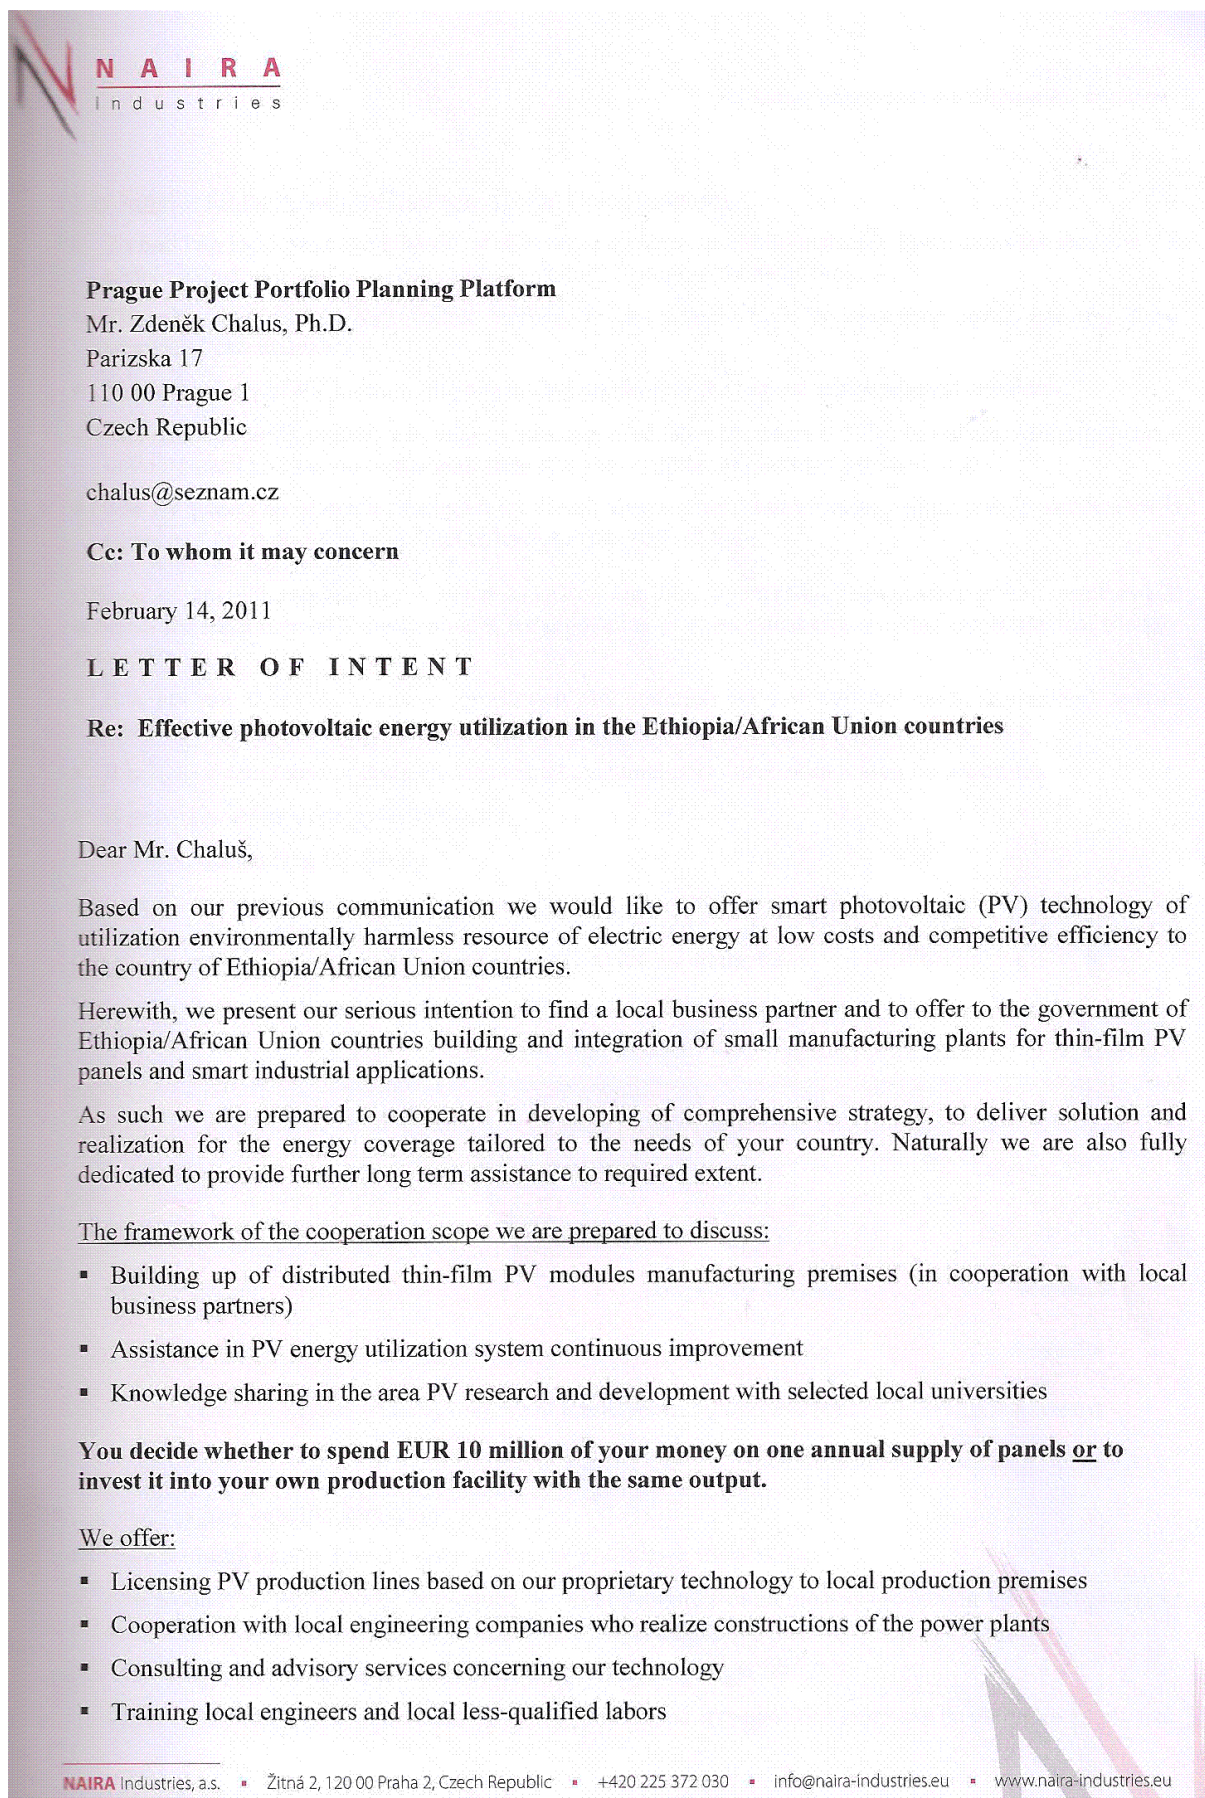 NAIRA
Industries
Prague Project Portfolio Planning Platform
Mr. Zdeněk Chalus, Ph.D.
Parizska 17
110 00 Prague 1
Czech Republic
chalus@seznam.cz
Cc: To whom it may concern
February 14, 2011
LETTER OF INTENT
Re: Effective photovoltaic energy utilization in the Ethiopia/African Union countries
Dear Mr. Chaluš,
Based on our previous communication we would like to offer smart photovoltaic (PV) technology of
utilization environmentally harmless resource of electric energy at low costs and competitive efficiency to
the country of Ethiopia/African Union countries.
Herewith, we present our serious intention to find a local business partner and to offer to the government of
Ethiopia/African Union countries building and integration of small manufacturing plants for thin-film PV
panels and smart industrial applications.
As such we are prepared to cooperate in developing of comprehensive strategy, to deliver solution and
realization for the energy coverage tailored to the needs of your country. Naturally we are also fully
dedicated to provide further long term assistance to required extent.
The framework of the cooperation scope we are prepared to discuss:
▪ Building up of distributed thin-film PV modules manufacturing premises (in cooperation with local
business partners)
▪ Assistance in PV energy utilization system continuous improvement
▪ Knowledge sharing in the area PV research and development with selected local universities
You decide whether to spend EUR 10 million of your money on one annual supply of panels or to
invest it into your own production facility with the same output.
We offer:
▪ Licensing PV production lines based on our proprietary technology to local production premises
▪ Cooperation with local engineering companies who realize constructions of the power plants
▪ Consulting and advisory services concerning our technology
▪ Training local engineers and local less-qualified labors
NAIRA Industries, a.s. ▪ Žitná 2, 120 00 Praha 2, Czech Republic ▪ +420 225 372 030 ▪ info@naira-industries.eu ▪ www.naira-industries.eu